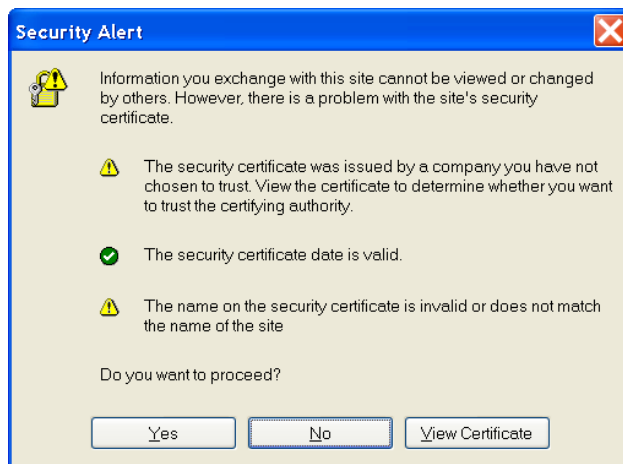 Security Alert
Information you exchange with this site cannot be viewed or changed
by others. However, there is a problem with the site's security
certificate.
The security certificate was issued by a company you have not
chosen to trust. View the certificate to determine whether you want
to trust the certifying authority.
The security certificate date is valid.
The name on the security certificate is invalid or does not match
the name of the site
Do you want to proceed?
Yes No View Certificate